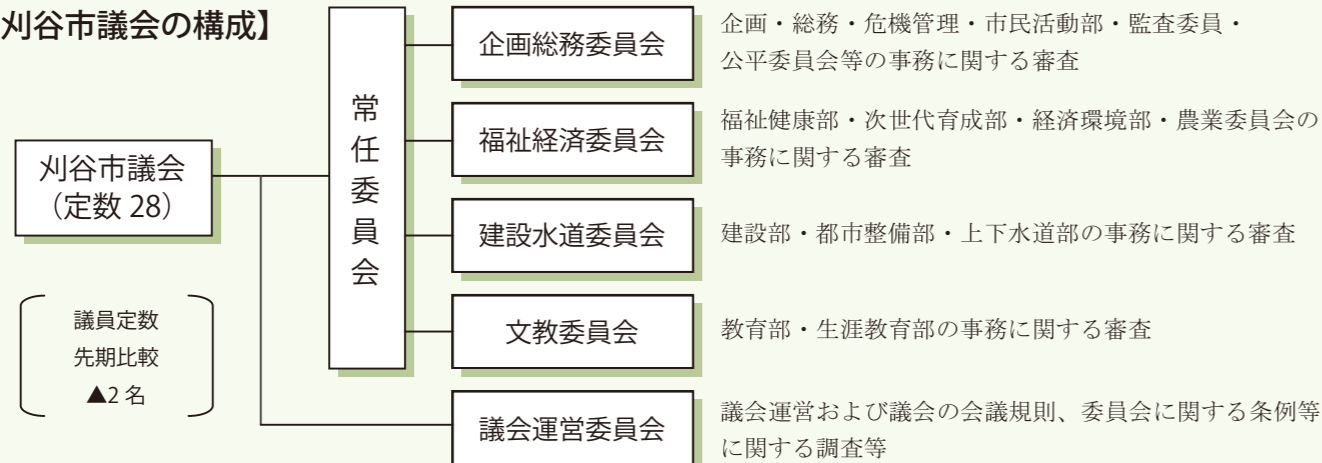 刈谷市議会の構成】
刈谷市議会
（定数 28）
議員定数
先期比較
▲2 名
常任委員会
企画総務委員会
企画・総務・危機管理・市民活動部・監査委員・
公平委員会等の事務に関する審査
福祉経済委員会
福祉健康部・次世代育成部・経済環境部・農業委員会の
事務に関する審査
建設水道委員会
建設部・都市整備部・上下水道部の事務に関する審査
文教委員会
教育部・生涯教育部の事務に関する審査
議会運営委員会
議会運営および議会の会議規則、委員会に関する条例等
に関する調査等